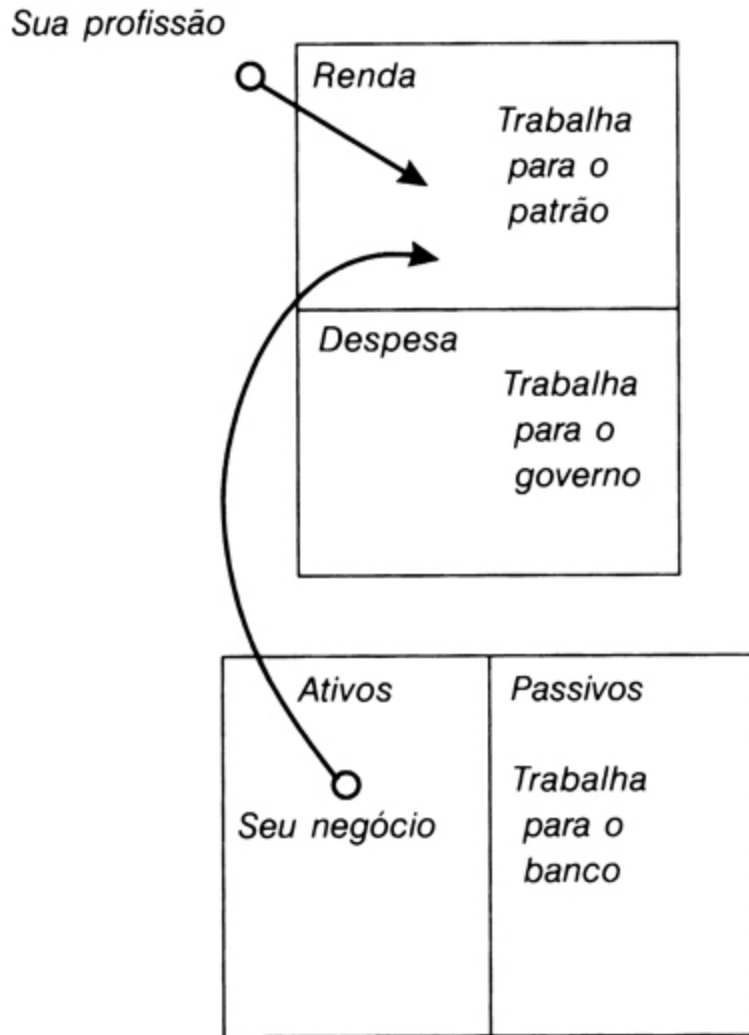 Sua profissão
Renda
Trabalha
para o
patrão
Despesa
Trabalha
para o
governo
Ativos
Seu negócio
Passivos
Trabalha
para o
banco